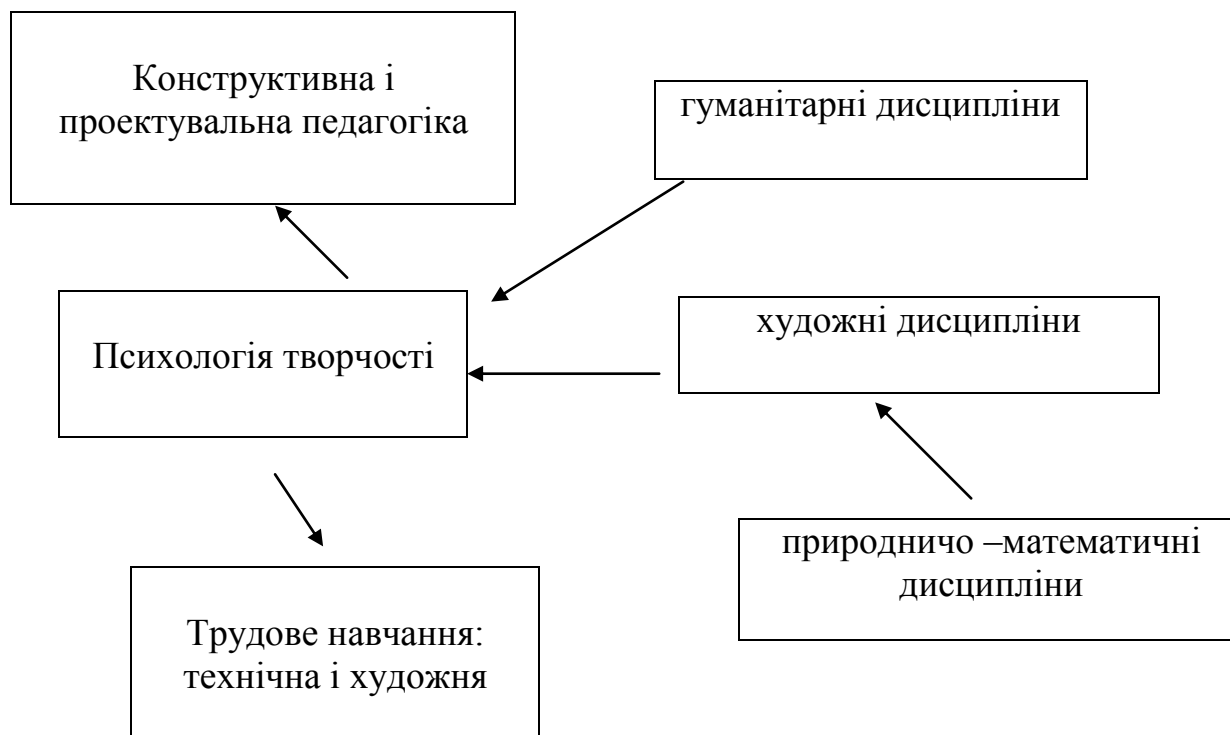 Конструктивна і
проектувальна педагогіка
гуманітарні дисципліни
художні дисципліни
Психологія творчості
природничо –математичні
дисципліни
Трудове навчання:
технічна і художня